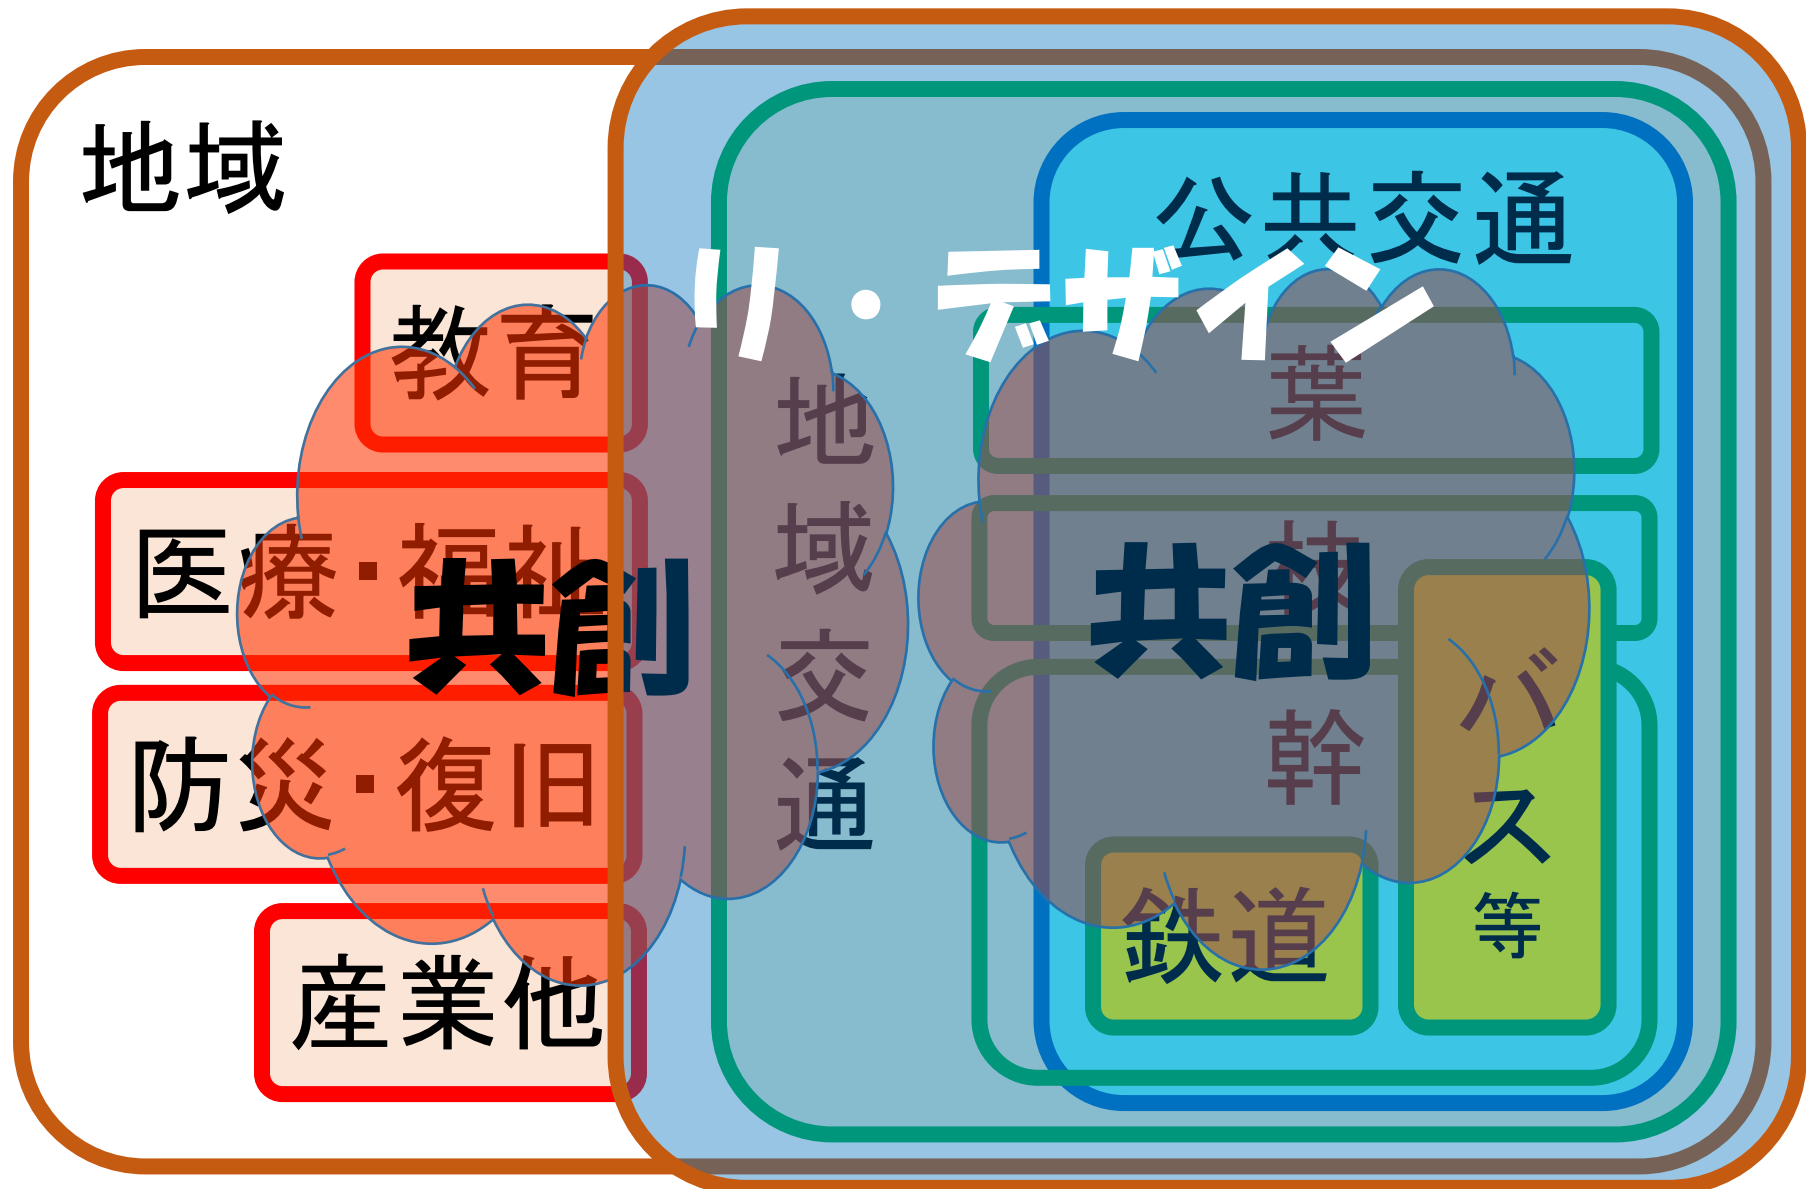 地域
公共交通
リ・デザイン
教育
医療・福祉
防災・復旧
産業他
共創
地域交通
共創
葉
枝
幹
バス等
鉄道